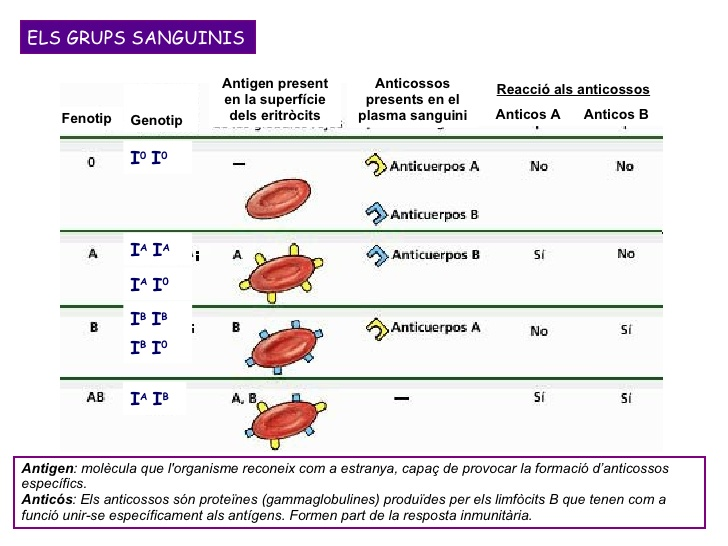 ELS GRUPS SANGUINIS
Fenotip
Genotip
Antigen present
en la superfície
dels eritròcits
Anticossos
presents en el
plasma sanguini
Reacció als anticossos
Anticos A
Anticos B
0
I⁰ I⁰
—
Anticuerpos A
No
No
Anticuerpos B
A
Iᴬ Iᴬ
A
Anticuerpos B
Sí
No
Iᴬ I⁰
B
Iᴮ Iᴮ
B
Anticuerpos A
No
Sí
Iᴮ I⁰
AB
Iᴬ Iᴮ
A, B
—
Sí
Sí
Antigen: molècula que l'organisme reconeix com a estranya, capaç de provocar la formació d'anticossos
específics.
Anticós: Els anticossos són proteïnes (gammaglobulines) produïdes per els limfòcits B que tenen com a
funció unir-se específicament als antígens. Formen part de la resposta inmunitària.